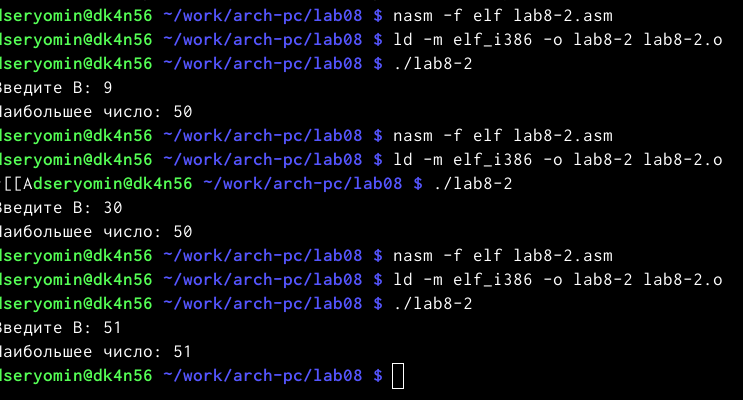 dseryomin@dk4n56 ~/work/arch-pc/lab08 $ nasm -f elf lab8-2.asm
dseryomin@dk4n56 ~/work/arch-pc/lab08 $ ld -m elf_i386 -o lab8-2 lab8-2.o
dseryomin@dk4n56 ~/work/arch-pc/lab08 $ ./lab8-2
Введите B: 9
Наибольшее число: 50
dseryomin@dk4n56 ~/work/arch-pc/lab08 $ nasm -f elf lab8-2.asm
dseryomin@dk4n56 ~/work/arch-pc/lab08 $ ld -m elf_i386 -o lab8-2 lab8-2.o
^[[Adseryomin@dk4n56 ~/work/arch-pc/lab08 $ ./lab8-2
Введите B: 30
Наибольшее число: 50
dseryomin@dk4n56 ~/work/arch-pc/lab08 $ nasm -f elf lab8-2.asm
dseryomin@dk4n56 ~/work/arch-pc/lab08 $ ld -m elf_i386 -o lab8-2 lab8-2.o
dseryomin@dk4n56 ~/work/arch-pc/lab08 $ ./lab8-2
Введите B: 51
Наибольшее число: 51
dseryomin@dk4n56 ~/work/arch-pc/lab08 $